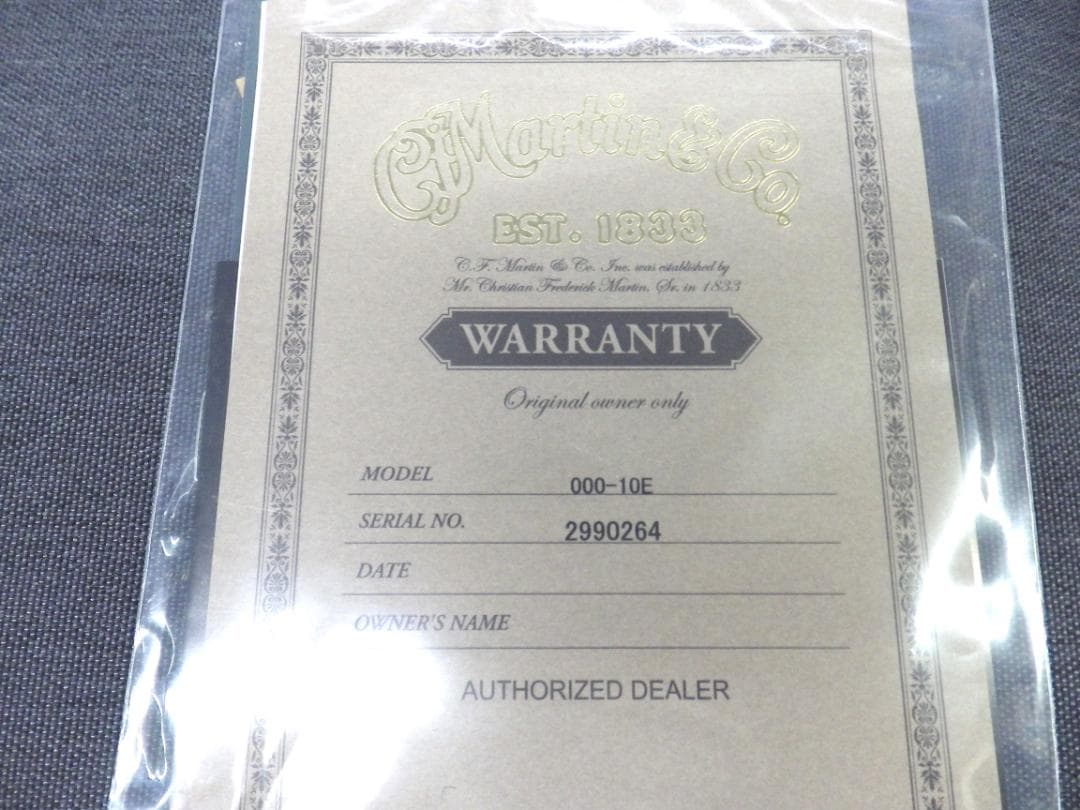 C.F. Martin & Co.
EST. 1833
C.F. Martin & Co. Inc. was established by
Mr. Christian Frederick Martin, Sr. in 1833
WARRANTY
Original owner only
MODEL 000-10E
SERIAL NO. 2990264
DATE
OWNER'S NAME
AUTHORIZED DEALER